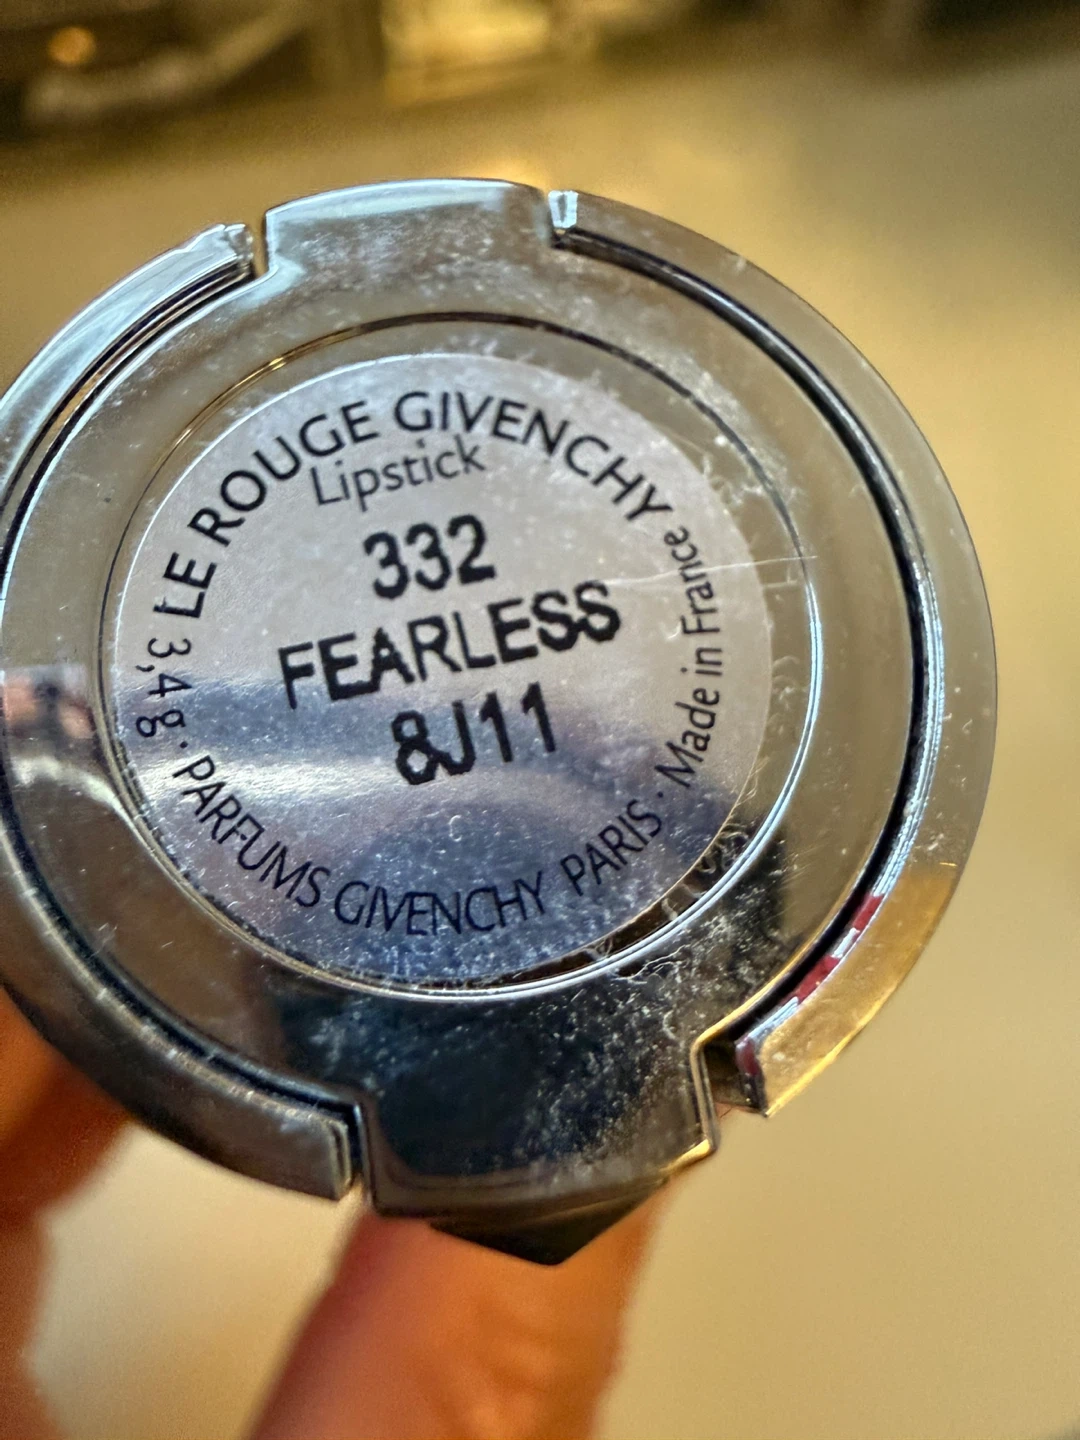 LE ROUGE GIVENCHY
Lipstick
332
FEARLESS
8J11
3,4 g · PARFUMS GIVENCHY PARIS · Made in France